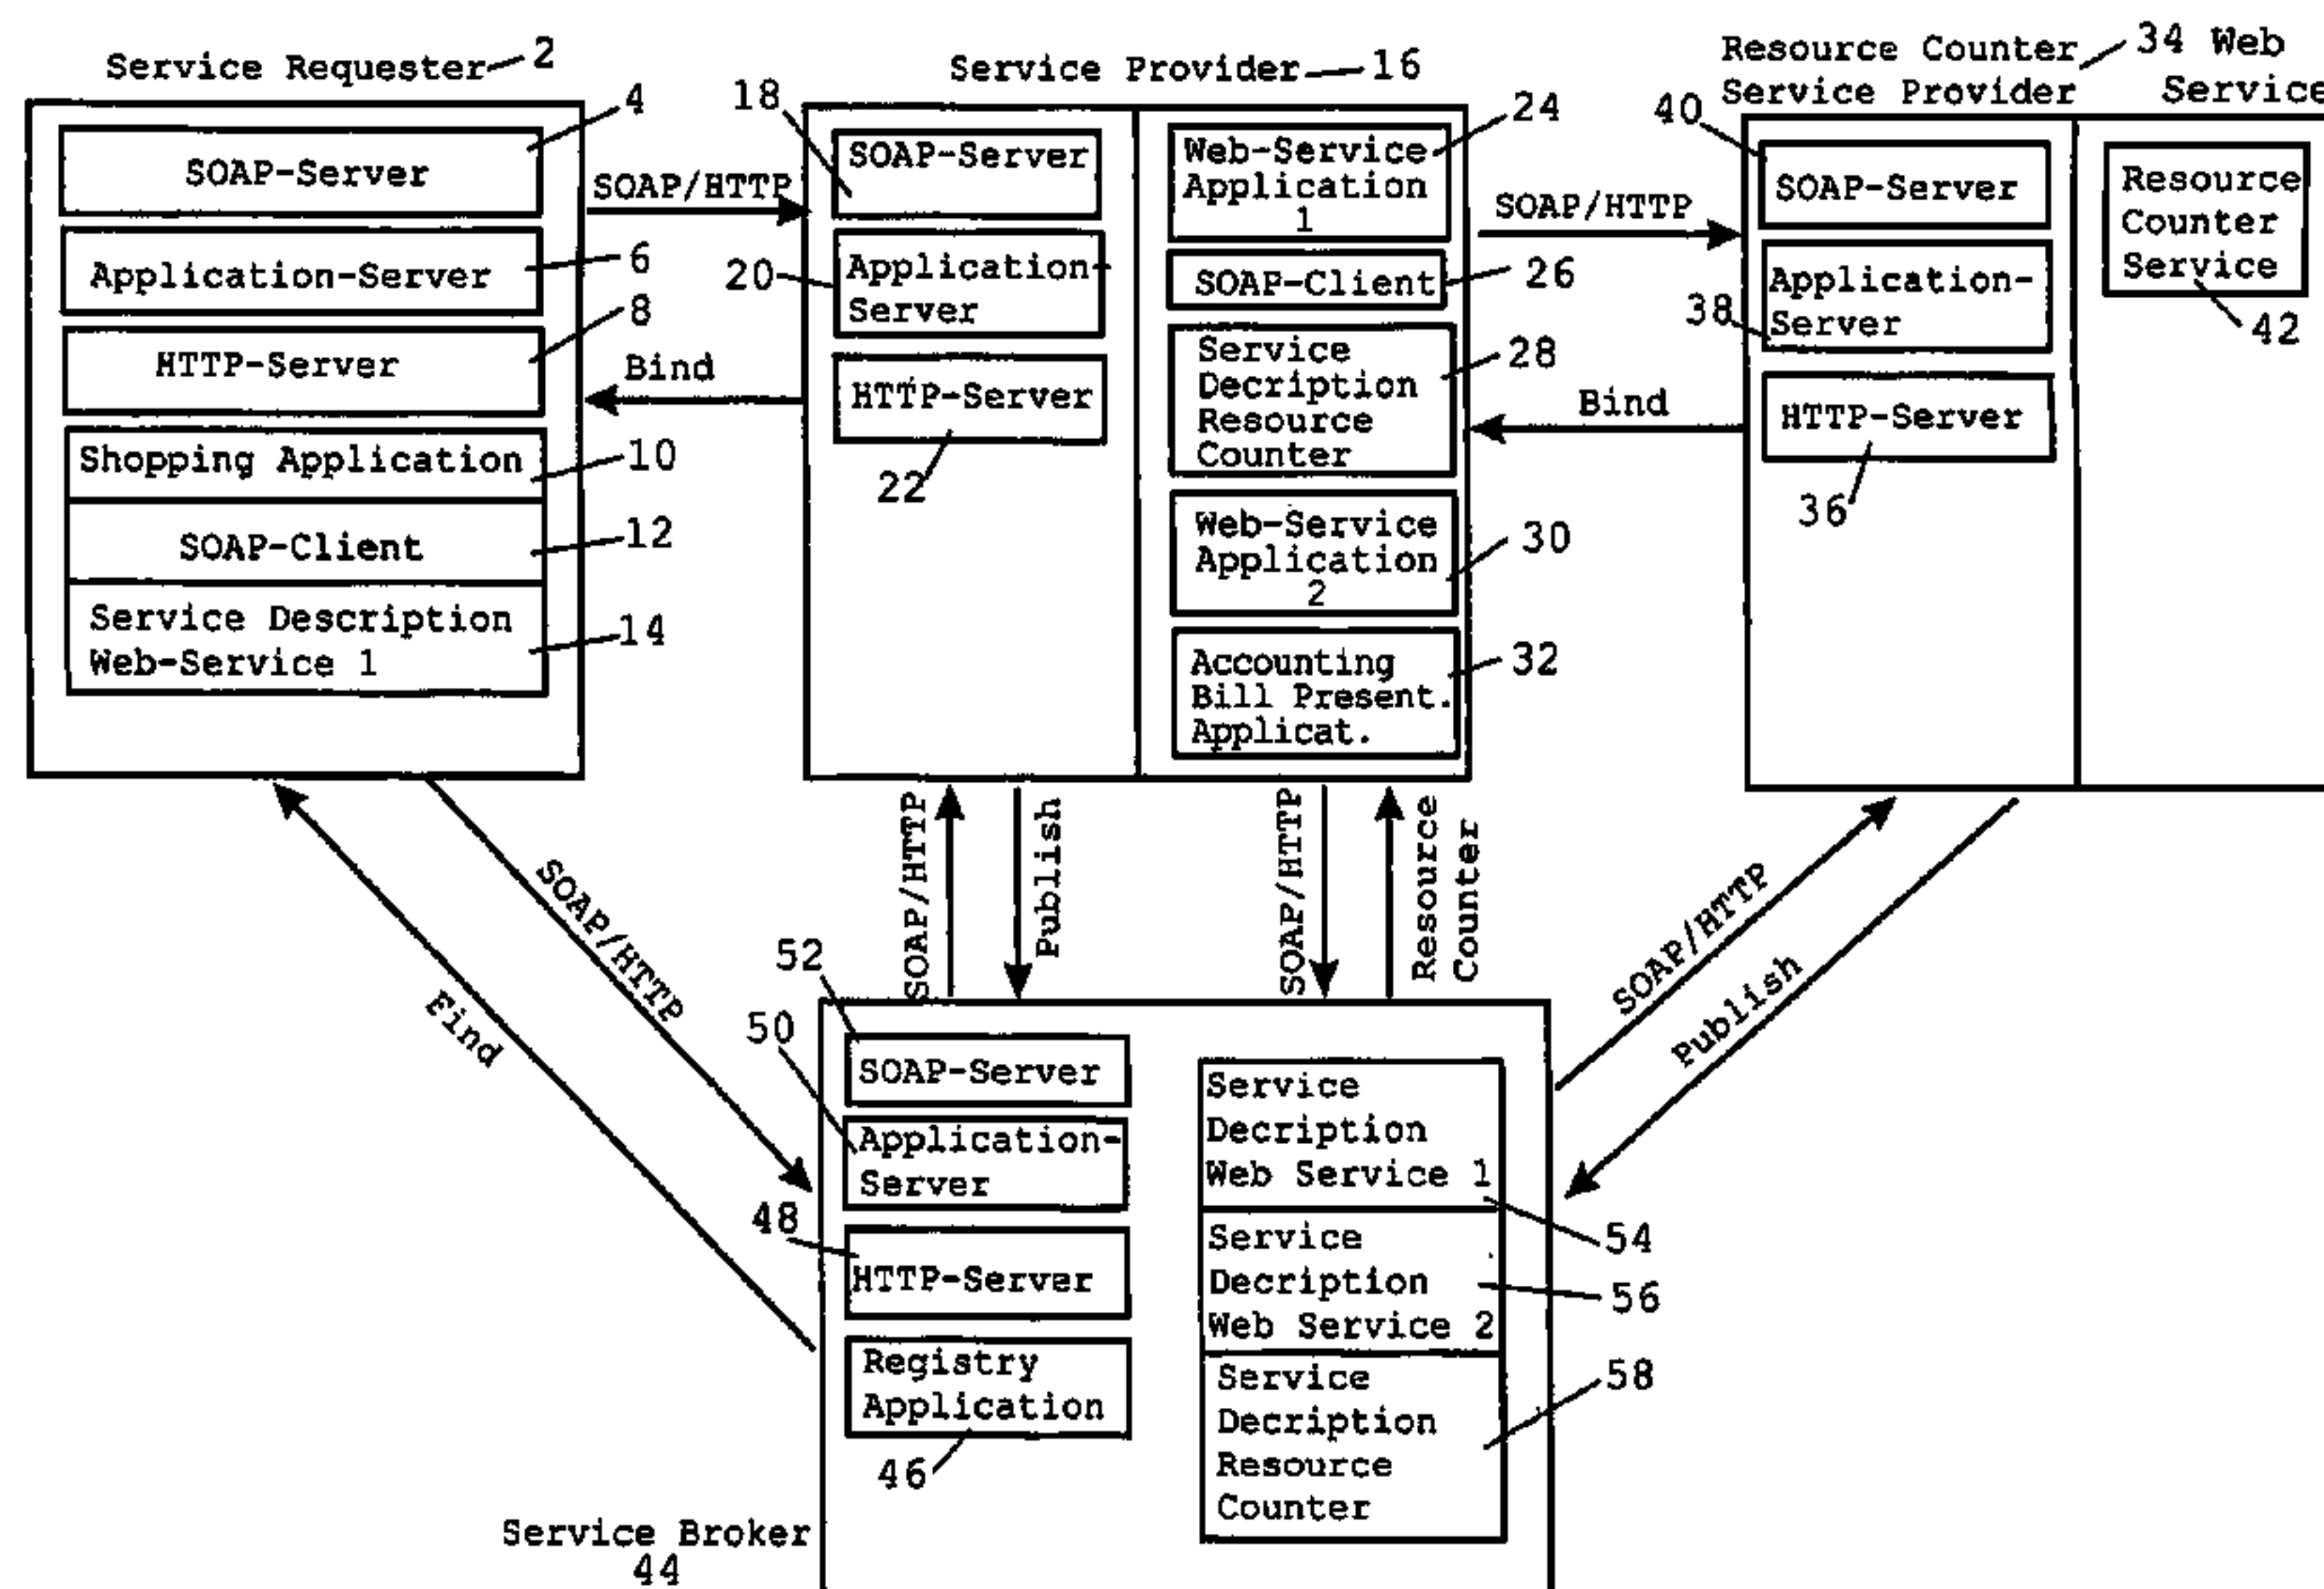 Service Requester 2
4
SOAP-Server
Application-Server
6
HTTP-Server
8
Shopping Application
10
SOAP-Client
12
Service Description
Web-Service 1
14
SOAP/HTTP
Bind
Service Provider 16
18
SOAP-Server
20
Application-
Server
HTTP-Server
22
Web-Service
Application
1
24
SOAP-Client
26
Service
Decription
Resource
Counter
28
Web-Service
Application
2
30
Accounting
Bill Present.
Applicat.
32
SOAP/HTTP
Bind
Resource Counter
Service Provider
34 Web
Service
40
SOAP-Server
Application-
Server
38
HTTP-Server
36
Resource
Counter
Service
42
SOAP/HTTP
Find
SOAP/HTTP
Publish
SOAP/HTTP
Resource
Counter
SOAP/HTTP
Publish
52
SOAP-Server
50
Application-
Server
48
HTTP-Server
Registry
Application
46
Service
Decription
Web Service 1
54
Service
Decription
Web Service 2
56
Service
Decription
Resource
Counter
58
Service Broker
44